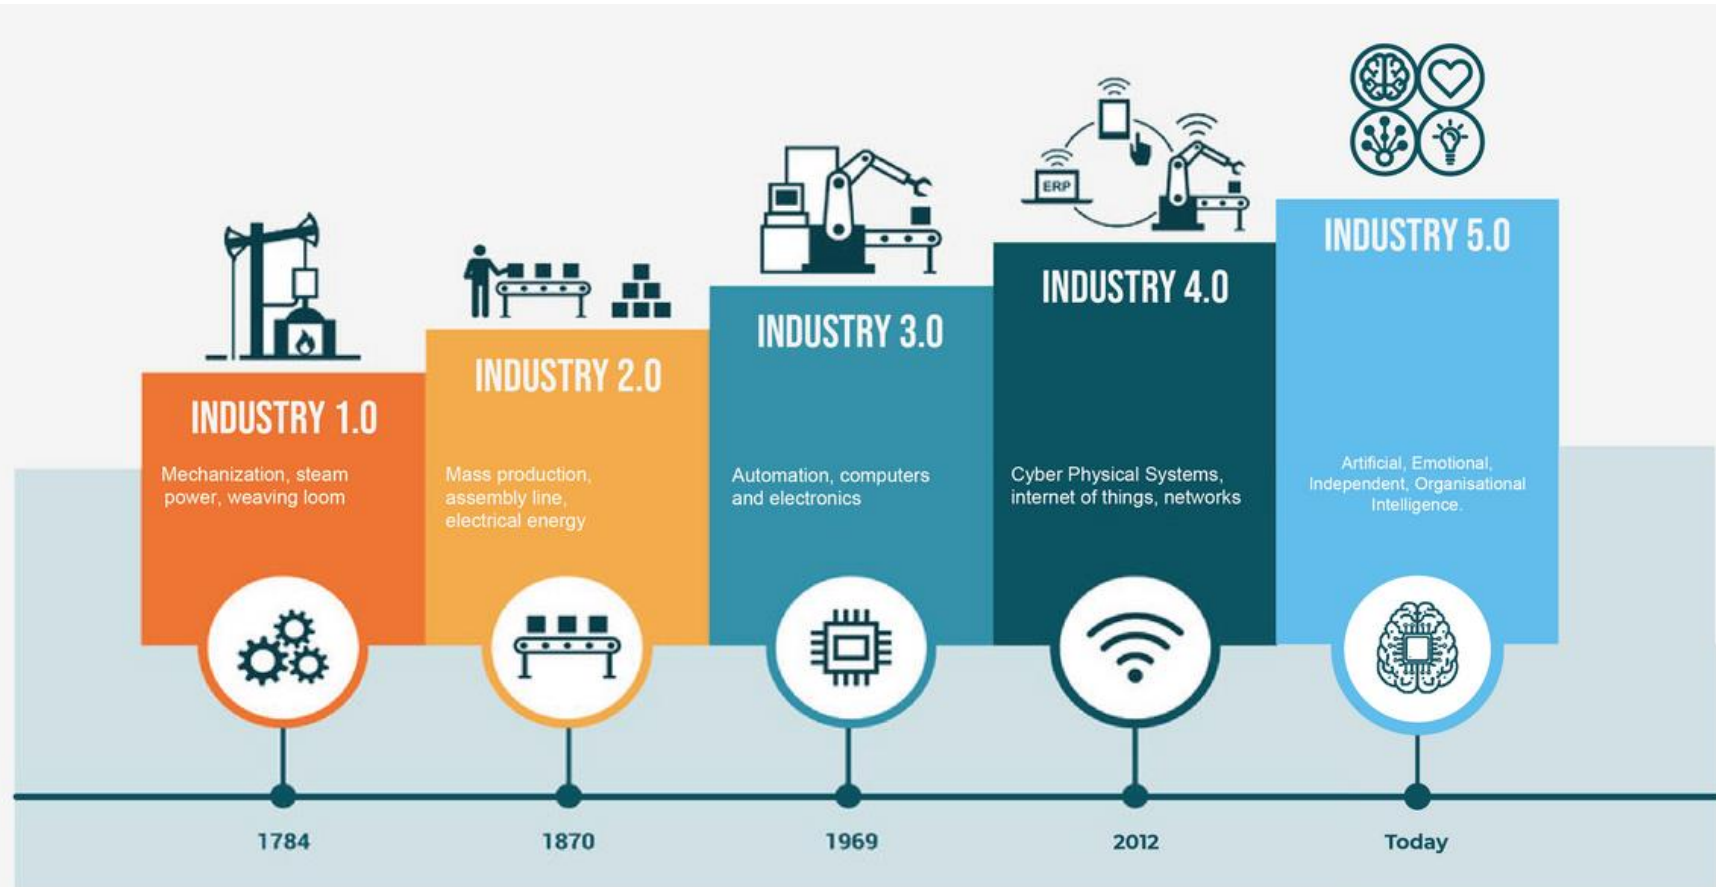 ERP
INDUSTRY 1.0
Mechanization, steam
power, weaving loom
INDUSTRY 2.0
Mass production,
assembly line,
electrical energy
INDUSTRY 3.0
Automation, computers
and electronics
INDUSTRY 4.0
Cyber Physical Systems,
internet of things, networks
INDUSTRY 5.0
Artificial, Emotional,
Independent, Organisational
Intelligence.
1784
1870
1969
2012
Today